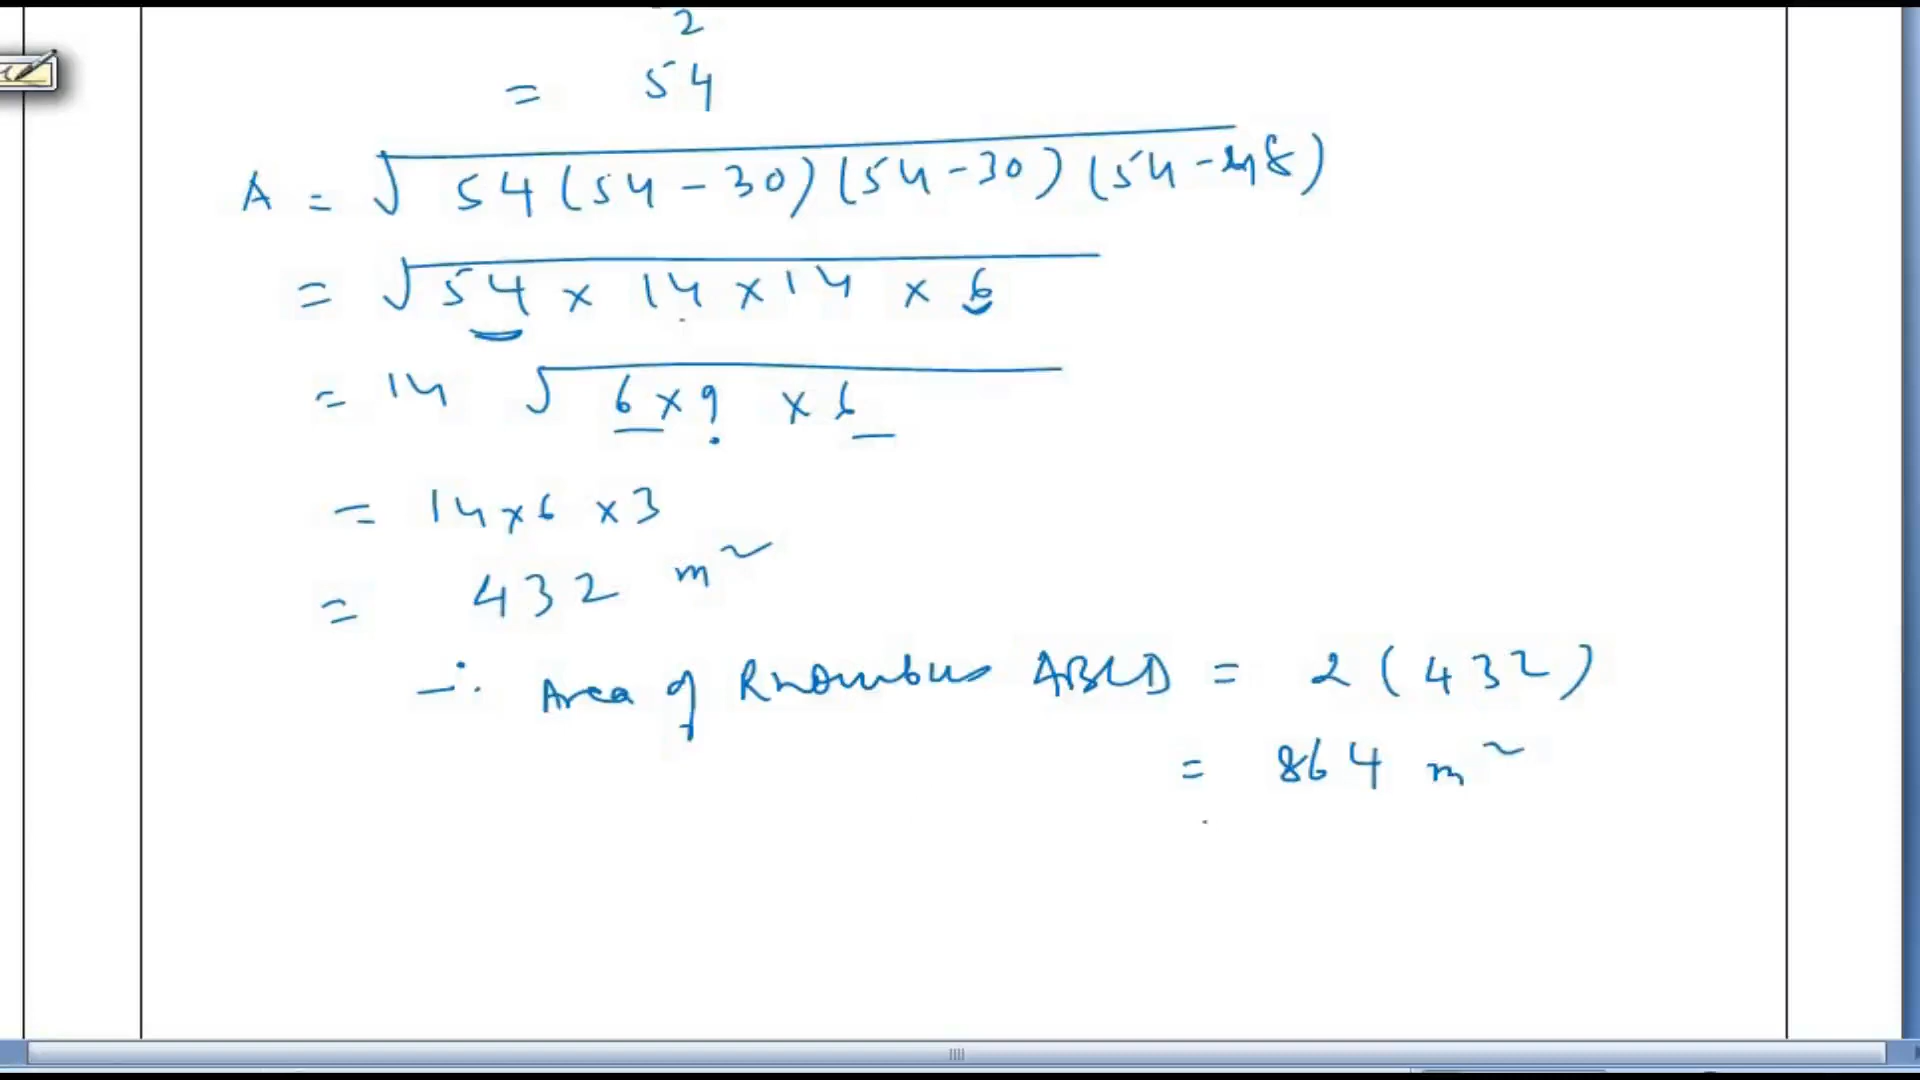 2
= 54
A = √54(54-30)(54-30)(54-48)
= √54 x 14 x 14 x 6
= 14 √6 x 9 x 6
= 14 x 6 x 3
= 432 m²
∴ Area of Rhombus ABCD = 2(432)
= 864 m²